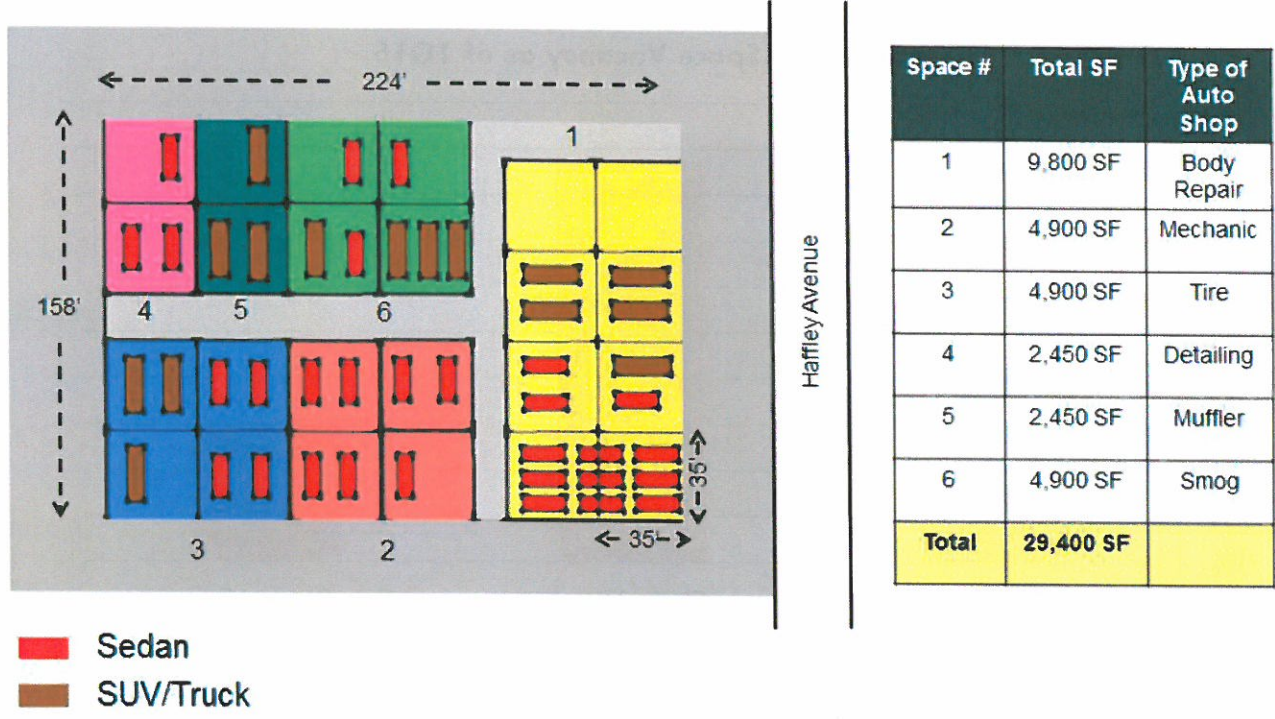 224'
1
158'
4
5
6
35'
35'
3
2
Haffley Avenue
Space # Total SF Type of
Auto
Shop
1 9,800 SF Body
Repair
2 4,900 SF Mechanic
3 4,900 SF Tire
4 2,450 SF Detailing
5 2,450 SF Muffler
6 4,900 SF Smog
Total 29,400 SF
Sedan
SUV/Truck